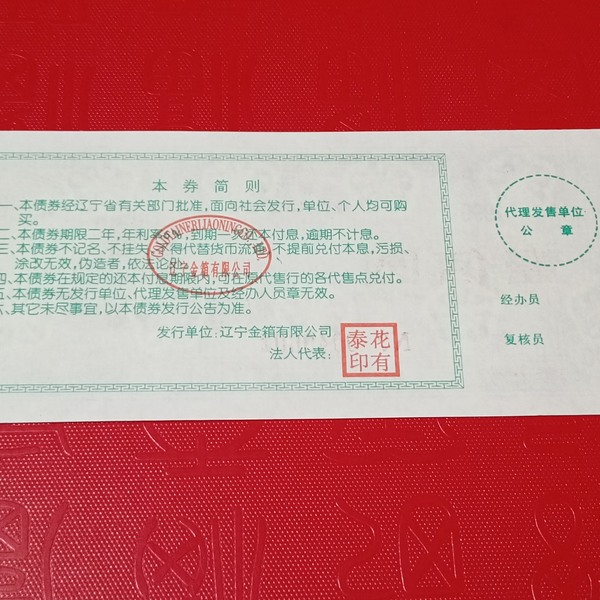 本券简则
一、本债券经辽宁省有关部门批准，面向社会发行，单位、个人均可购
买。
二、本债券期限二年，年利率 到期一次还本付息，逾期不计息。
三、本债券不记名、不挂失 不得代替货币流通 不提前兑付本息，污损、
涂改无效，伪造者，依法论处。
四、本债券在规定的还本付息期限内，可在原代售行的各代售点兑付。
五、本债券无发行单位、代理发售单位及经办人员章无效。
六、其它未尽事宜，以本债券发行公告为准。
发行单位：辽宁金箱有限公司
法人代表：
泰花
印有
辽宁金箱有限公司
代理发售单位
公章
经办员
复核员